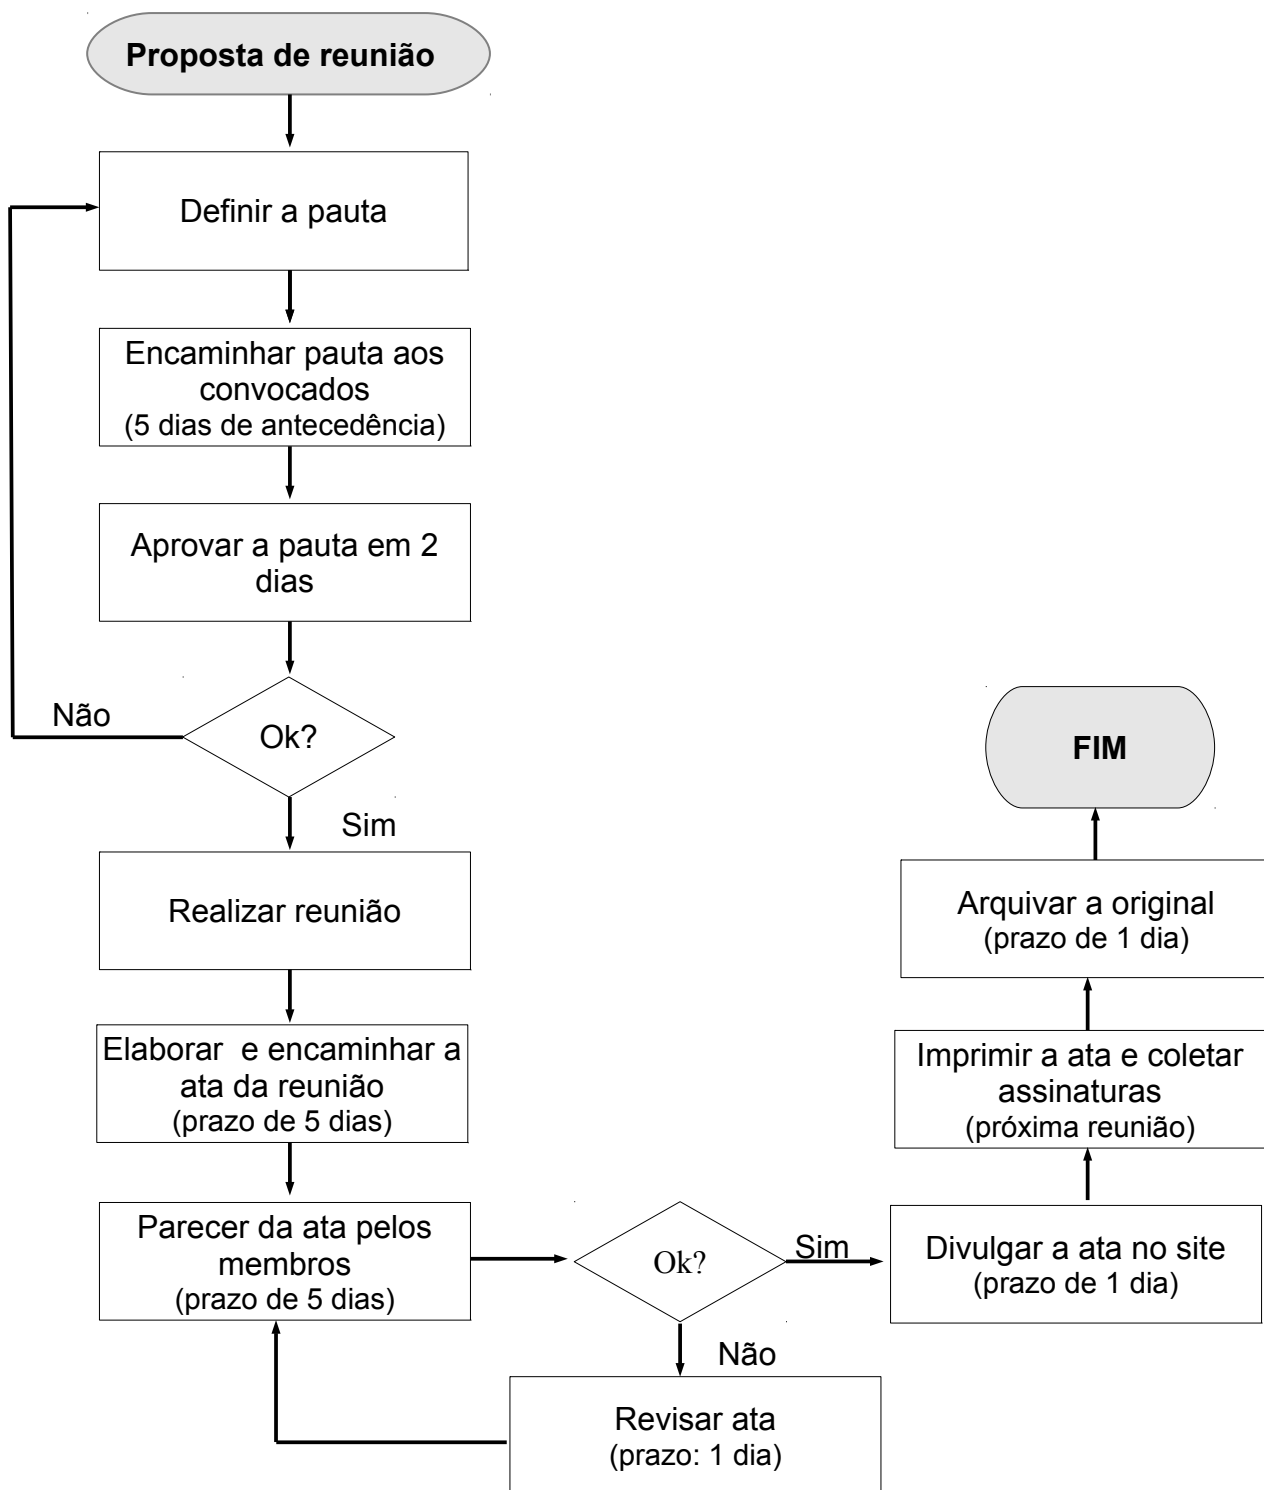 Proposta de reunião
Definir a pauta
Encaminhar pauta aos
convocados
(5 dias de antecedência)
Aprovar a pauta em 2
dias
Não
Ok?
Sim
Realizar reunião
Elaborar  e encaminhar a
ata da reunião
(prazo de 5 dias)
Parecer da ata pelos
membros
(prazo de 5 dias)
Ok?
Não
Revisar ata
(prazo: 1 dia)
Sim
Divulgar a ata no site
(prazo de 1 dia)
Imprimir a ata e coletar
assinaturas
(próxima reunião)
Arquivar a original
(prazo de 1 dia)
FIM